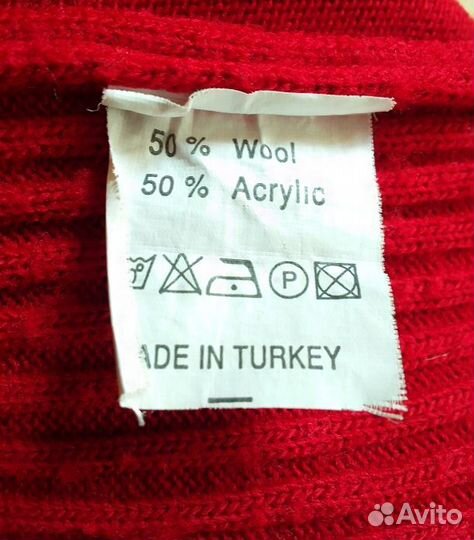 50 % Wool
50 % Acrylic
P
ADE IN TURKEY
Avito